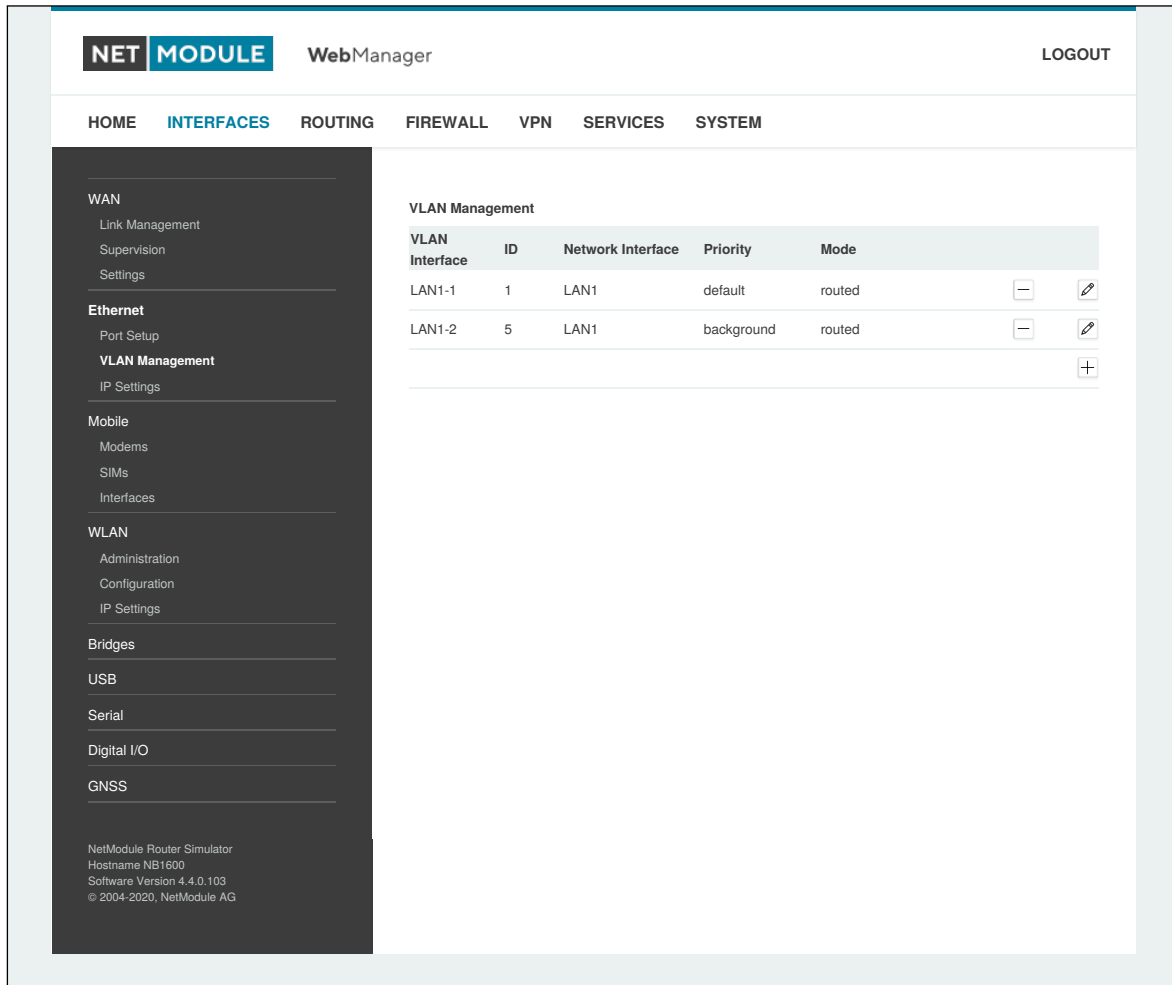 NET MODULE WebManager LOGOUT
HOME INTERFACES ROUTING FIREWALL VPN SERVICES SYSTEM
WAN
Link Management
Supervision
Settings
Ethernet
Port Setup
VLAN Management
IP Settings
Mobile
Modems
SIMs
Interfaces
WLAN
Administration
Configuration
IP Settings
Bridges
USB
Serial
Digital I/O
GNSS
NetModule Router Simulator
Hostname NB1600
Software Version 4.4.0.103
© 2004-2020, NetModule AG
VLAN Management
VLAN Interface ID Network Interface Priority Mode
LAN1-1 1 LAN1 default routed
LAN1-2 5 LAN1 background routed